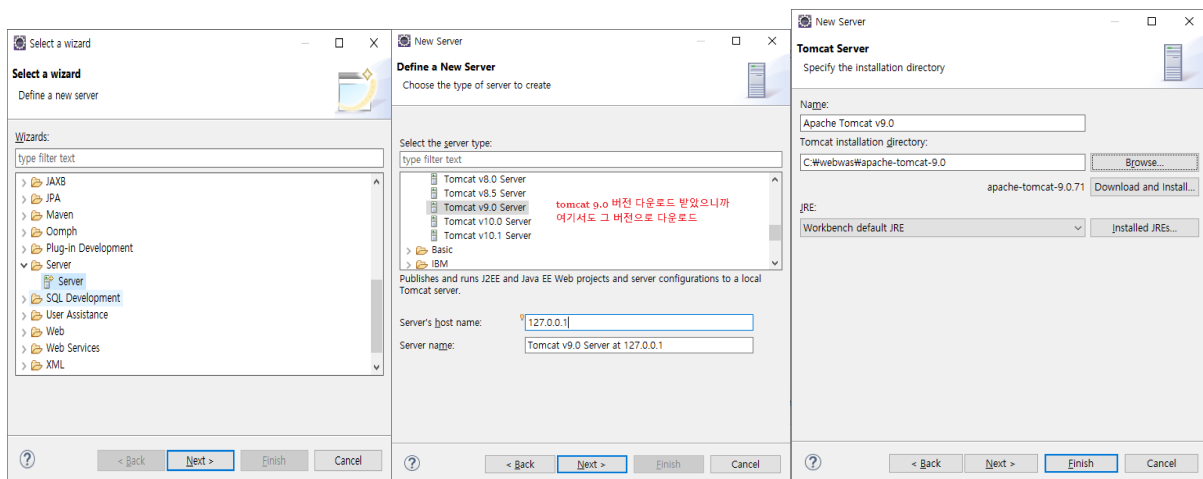 Select a wizard
Select a wizard
Define a new server
Wizards:
type filter text
JAXB
JPA
Maven
Oomph
Plug-in Development
Server
Server
SQL Development
User Assistance
Web
Web Services
XML
< Back
Next >
Finish
Cancel
New Server
Define a New Server
Choose the type of server to create
Select the server type:
type filter text
Tomcat v8.0 Server
Tomcat v8.5 Server
Tomcat v9.0 Server
Tomcat v10.0 Server
Tomcat v10.1 Server
Basic
IBM
tomcat 9.0 버전 다운로드 받았으니까
여기서도 그 버전으로 다운로드
Publishes and runs J2EE and Java EE Web projects and server configurations to a local
Tomcat server.
Server's host name:
127.0.0.1
Server name:
Tomcat v9.0 Server at 127.0.0.1
< Back
Next >
Finish
Cancel
New Server
Tomcat Server
Specify the installation directory
Name:
Apache Tomcat v9.0
Tomcat installation directory:
C:₩webwas₩apache-tomcat-9.0
Browse...
apache-tomcat-9.0.71
Download and Install...
JRE:
Workbench default JRE
Installed JREs...
< Back
Next >
Finish
Cancel